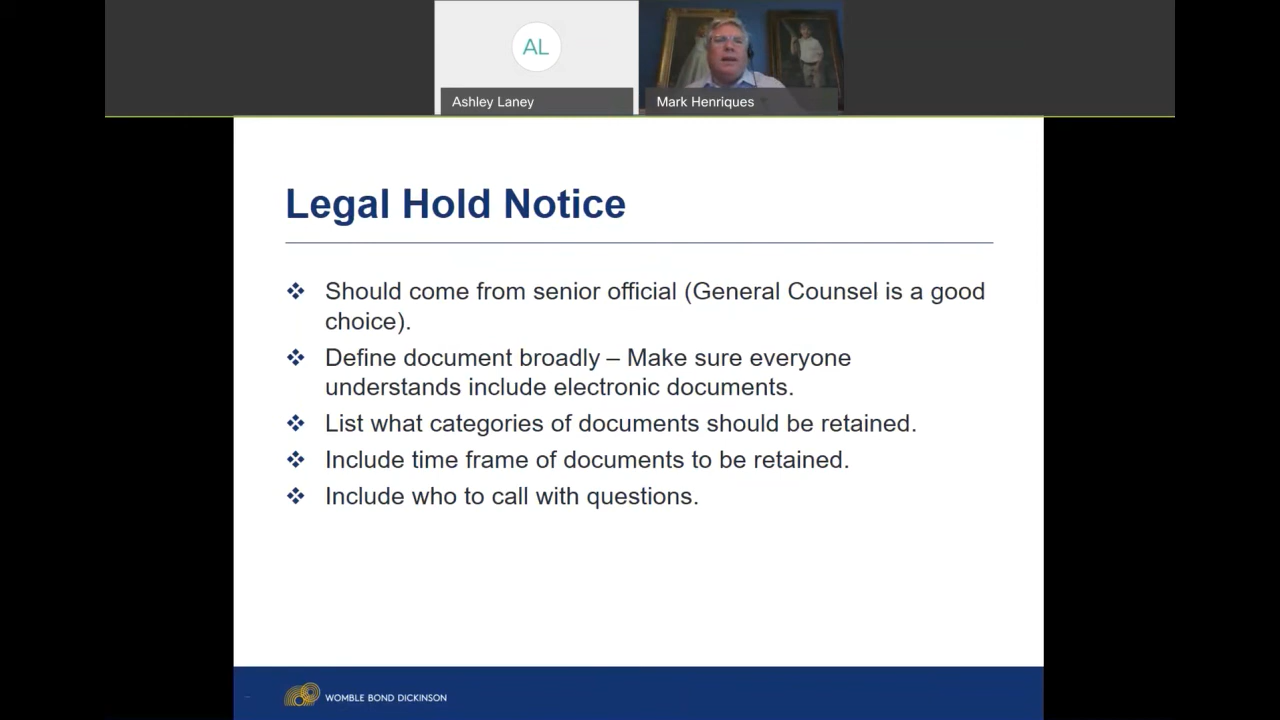 AL
Ashley Laney
Mark Henriques
Legal Hold Notice
Should come from senior official (General Counsel is a good
choice).
Define document broadly – Make sure everyone
understands include electronic documents.
List what categories of documents should be retained.
Include time frame of documents to be retained.
Include who to call with questions.
WOMBLE BOND DICKINSON